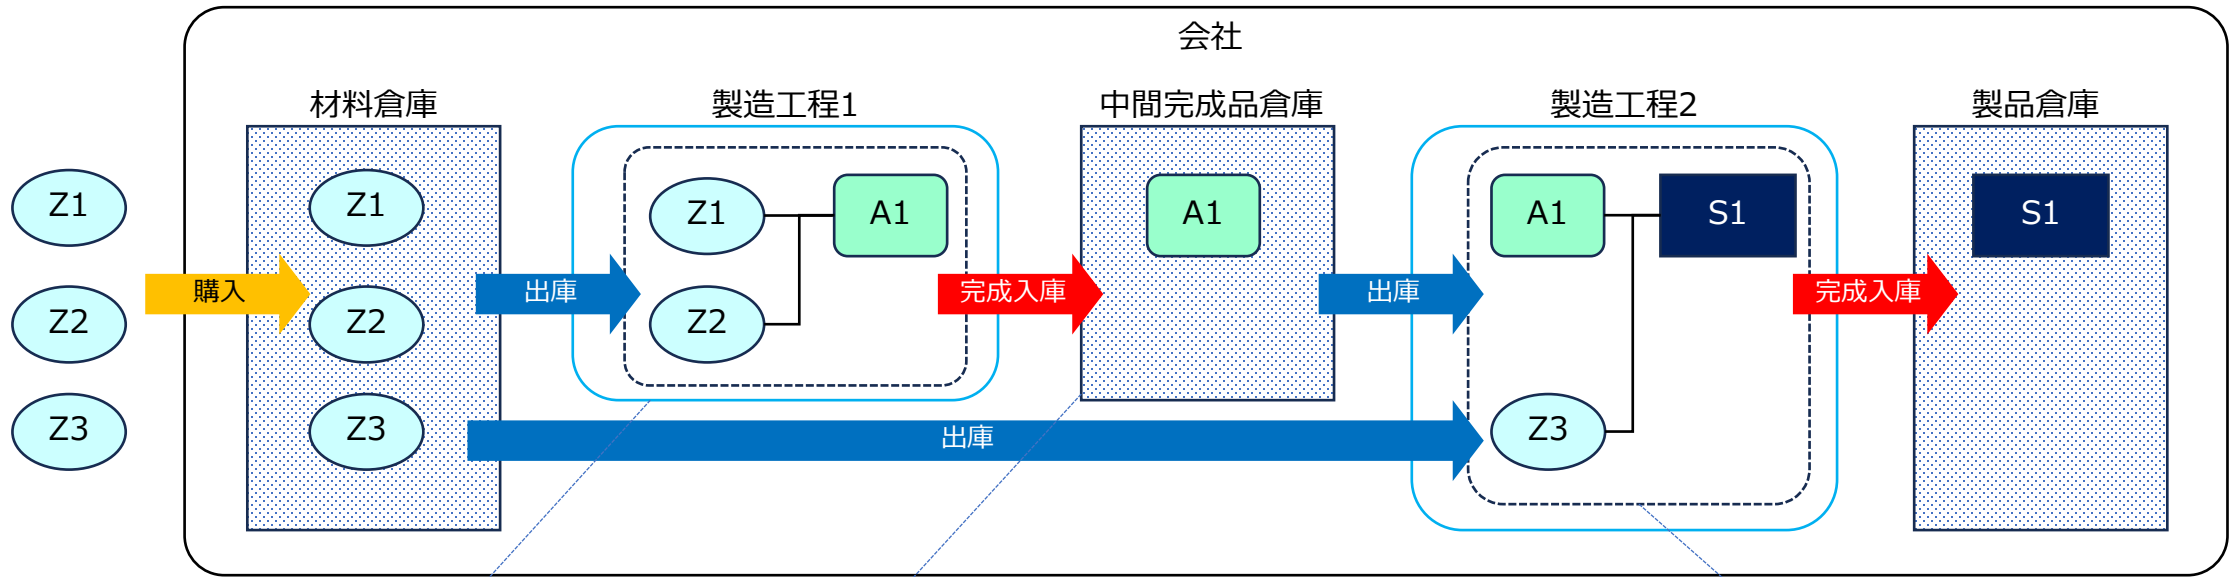 会社
材料倉庫
製造工程1
中間完成品倉庫
製造工程2
製品倉庫
Z1
Z1
Z1
A1
A1
A1
S1
S1
購入
出庫
完成入庫
出庫
完成入庫
Z2
Z2
Z2
Z3
Z3
出庫
Z3